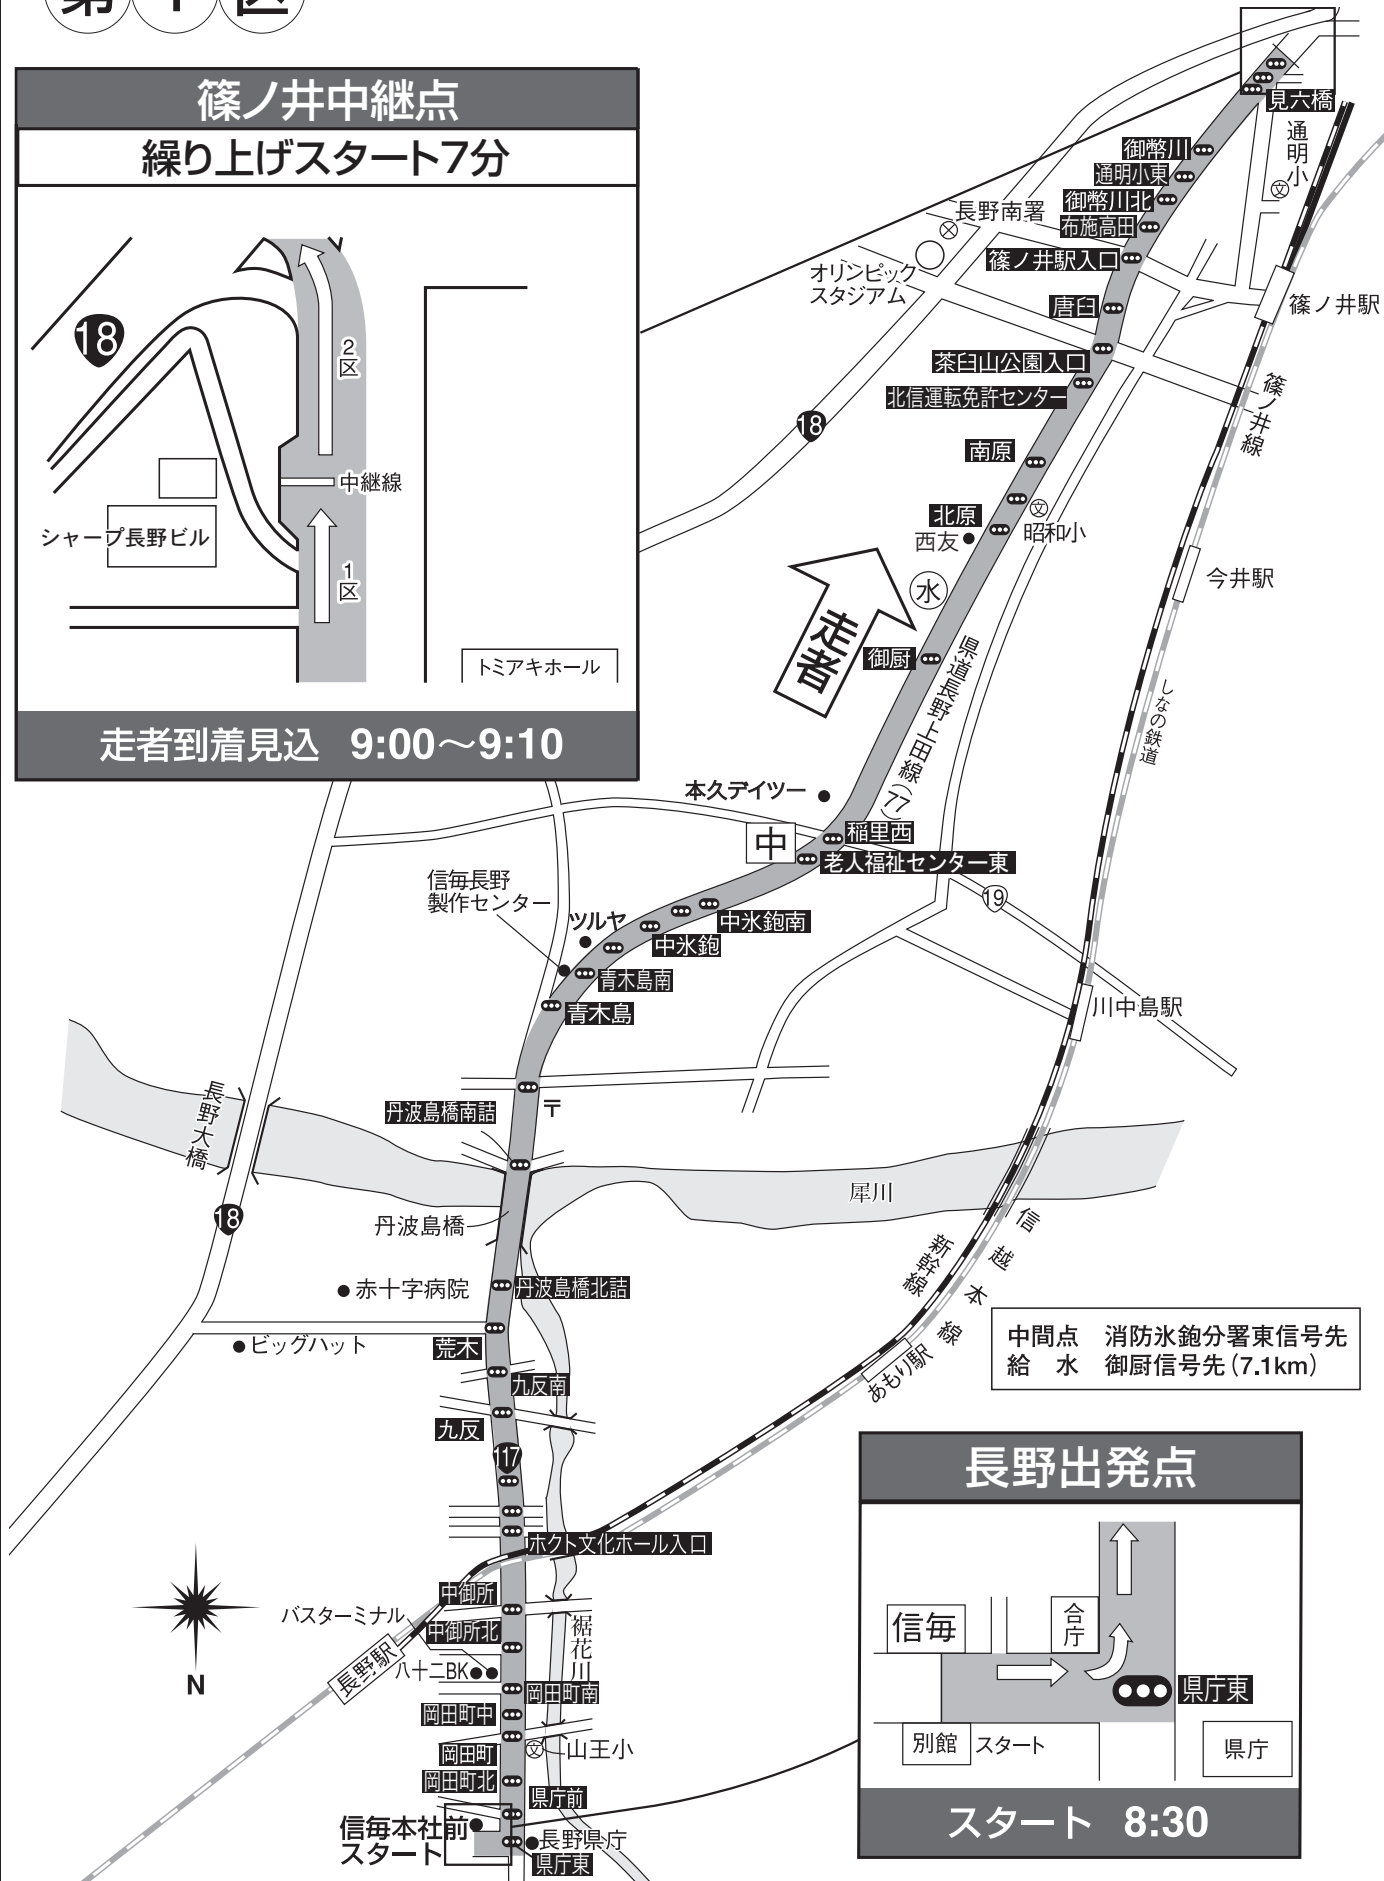 第1区
篠ノ井中継点
繰り上げスタート7分
18
2区
中継線
シャープ長野ビル
1区
トミアキホール
走者到着見込 9:00〜9:10
見六橋
通明小
文
御幣川
通明小東
御幣川北
布施高田
長野南署
篠ノ井駅入口
オリンピック
スタジアム
唐臼
篠ノ井駅
茶臼山公園入口
北信運転免許センター
篠ノ井線
18
南原
文
北原
昭和小
西友
今井駅
水
走者
御厨
県道長野上田線(77)
しなの鉄道
本久デイツー
稲里西
中
老人福祉センター東
信毎長野
製作センター
19
ツルヤ
中氷鉋南
中氷鉋
青木島南
青木島
川中島駅
長野大橋
丹波島橋南詰
〒
犀川
18
丹波島橋
信越本線
新幹線
赤十字病院
丹波島橋北詰
ビッグハット
荒木
中間点 消防氷鉋分署東信号先
給 水 御厨信号先(7.1km)
あもり駅
九反南
九反
117
長野出発点
ホクト文化ホール入口
中御所
バスターミナル
中御所北
裾花川
長野駅
八十二BK
N
岡田町南
岡田町中
岡田町
文
山王小
岡田町北
県庁前
信毎本社前
スタート
長野県庁
県庁東
信毎
合庁
県庁東
別館
スタート
県庁
スタート 8:30